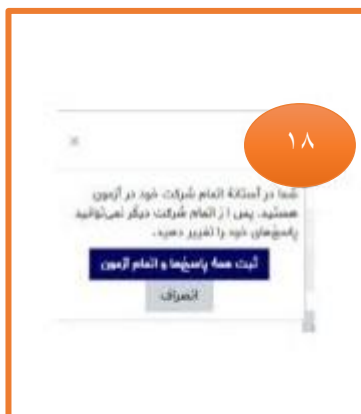 ۱۸
×
شما در آستانهٔ اتمام شرکت خود در آزمون
هستید. پس از اتمام شرکت دیگر نمی‌توانید
پاسخ‌های خود را تغییر دهید.
ثبت همهٔ پاسخ‌ها و اتمام آزمون
انصراف